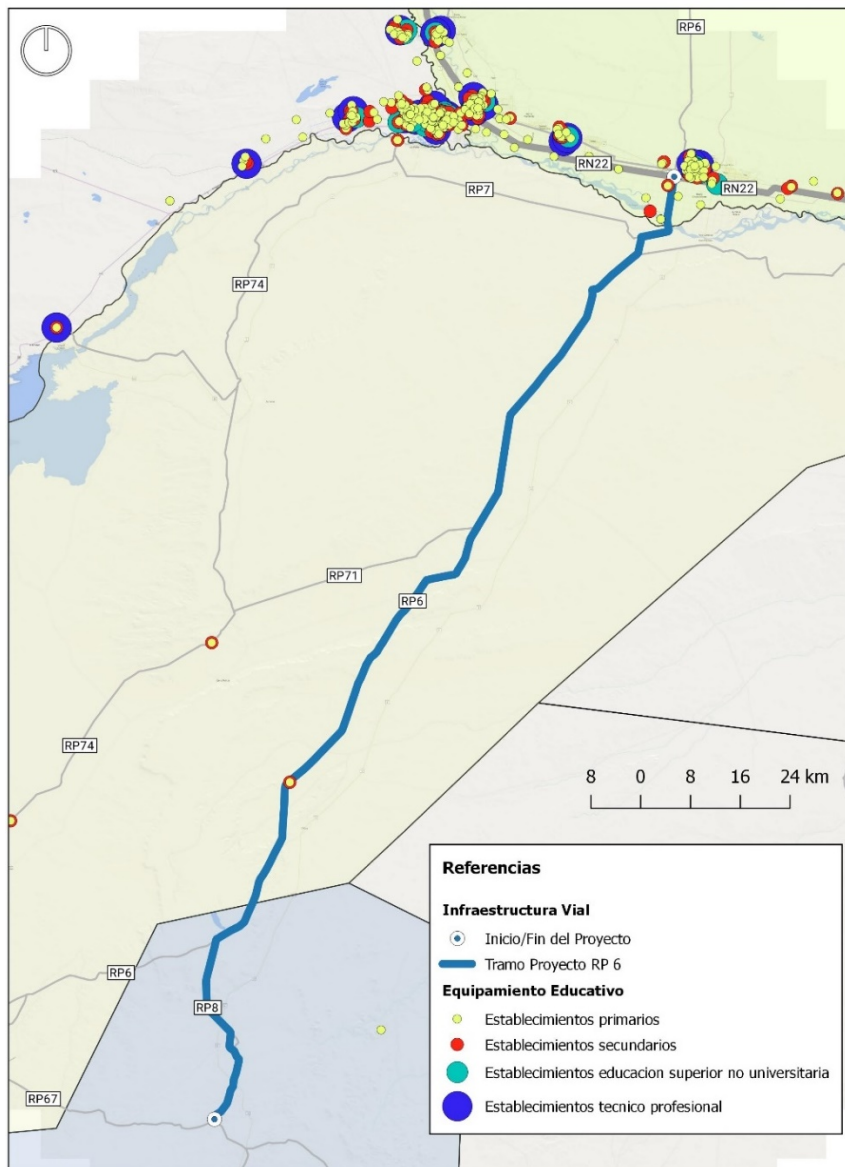 RP6
RN22
RN22
RP7
RP74
RP71
RP6
RP74
8 0 8 16 24 km
RP6
RP8
RP67
Referencias
Infraestructura Vial
Inicio/Fin del Proyecto
Tramo Proyecto RP 6
Equipamiento Educativo
Establecimientos primarios
Establecimientos secundarios
Establecimientos educacion superior no universitaria
Establecimientos tecnico profesional